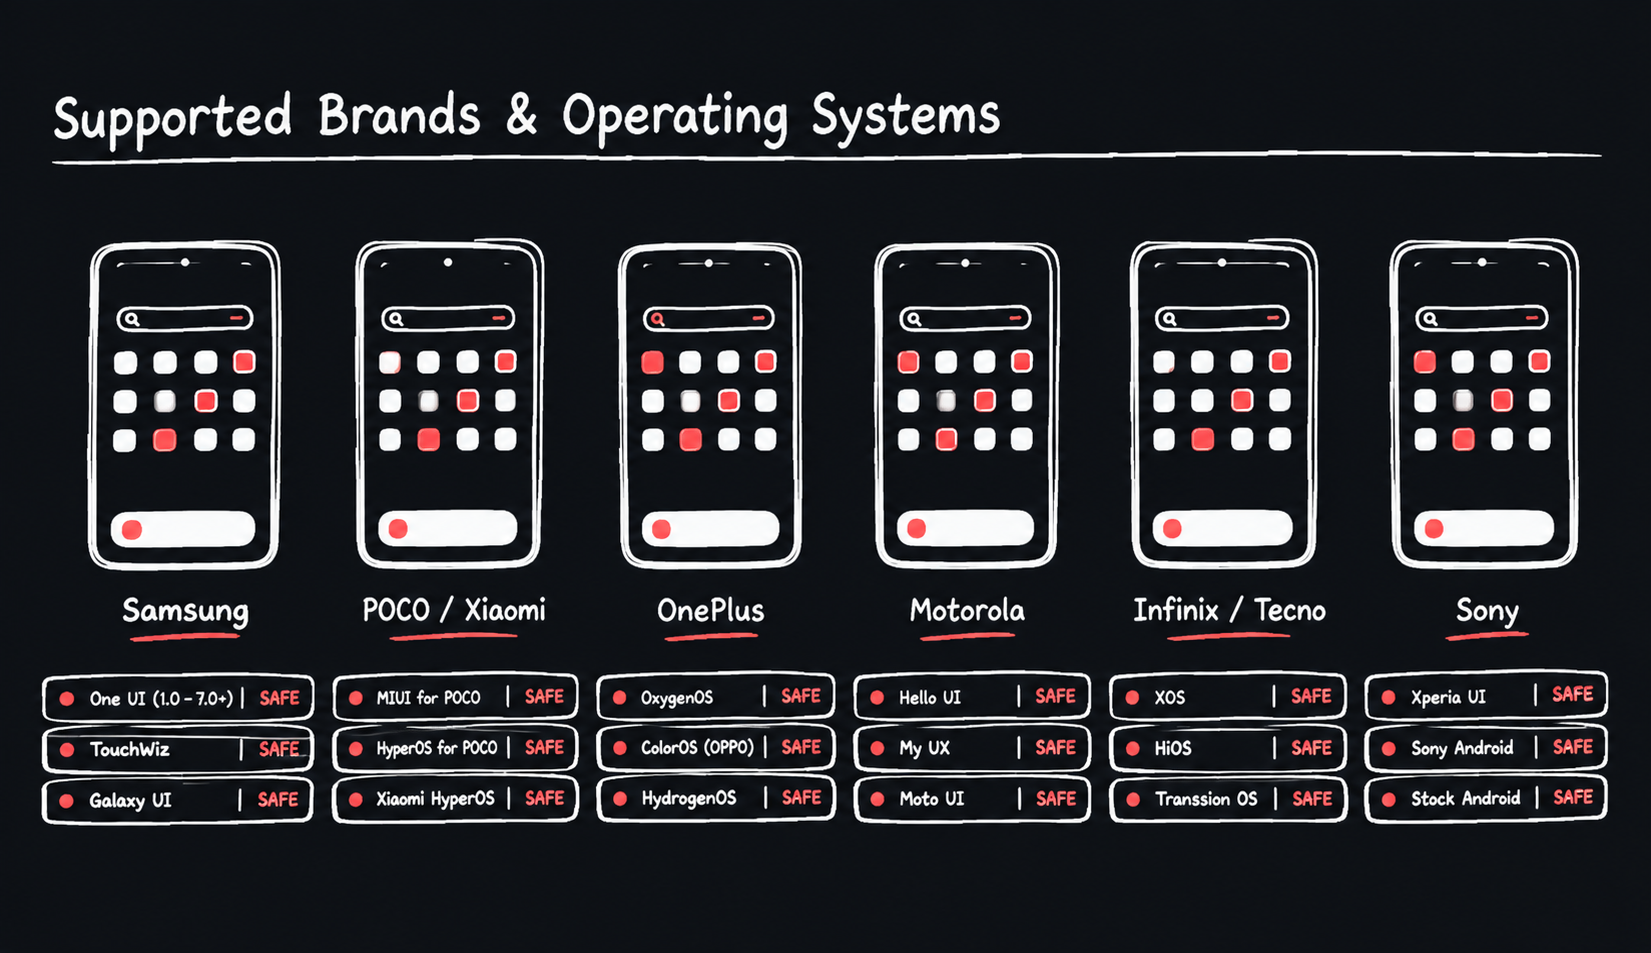 Supported Brands & Operating Systems
Samsung
One UI (1.0 – 7.0+) | SAFE
TouchWiz | SAFE
Galaxy UI | SAFE
POCO / Xiaomi
MIUI for POCO | SAFE
HyperOS for POCO | SAFE
Xiaomi HyperOS | SAFE
OnePlus
OxygenOS | SAFE
ColorOS (OPPO) | SAFE
HydrogenOS | SAFE
Motorola
Hello UI | SAFE
My UX | SAFE
Moto UI | SAFE
Infinix / Tecno
XOS | SAFE
HiOS | SAFE
Transsion OS | SAFE
Sony
Xperia UI | SAFE
Sony Android | SAFE
Stock Android | SAFE